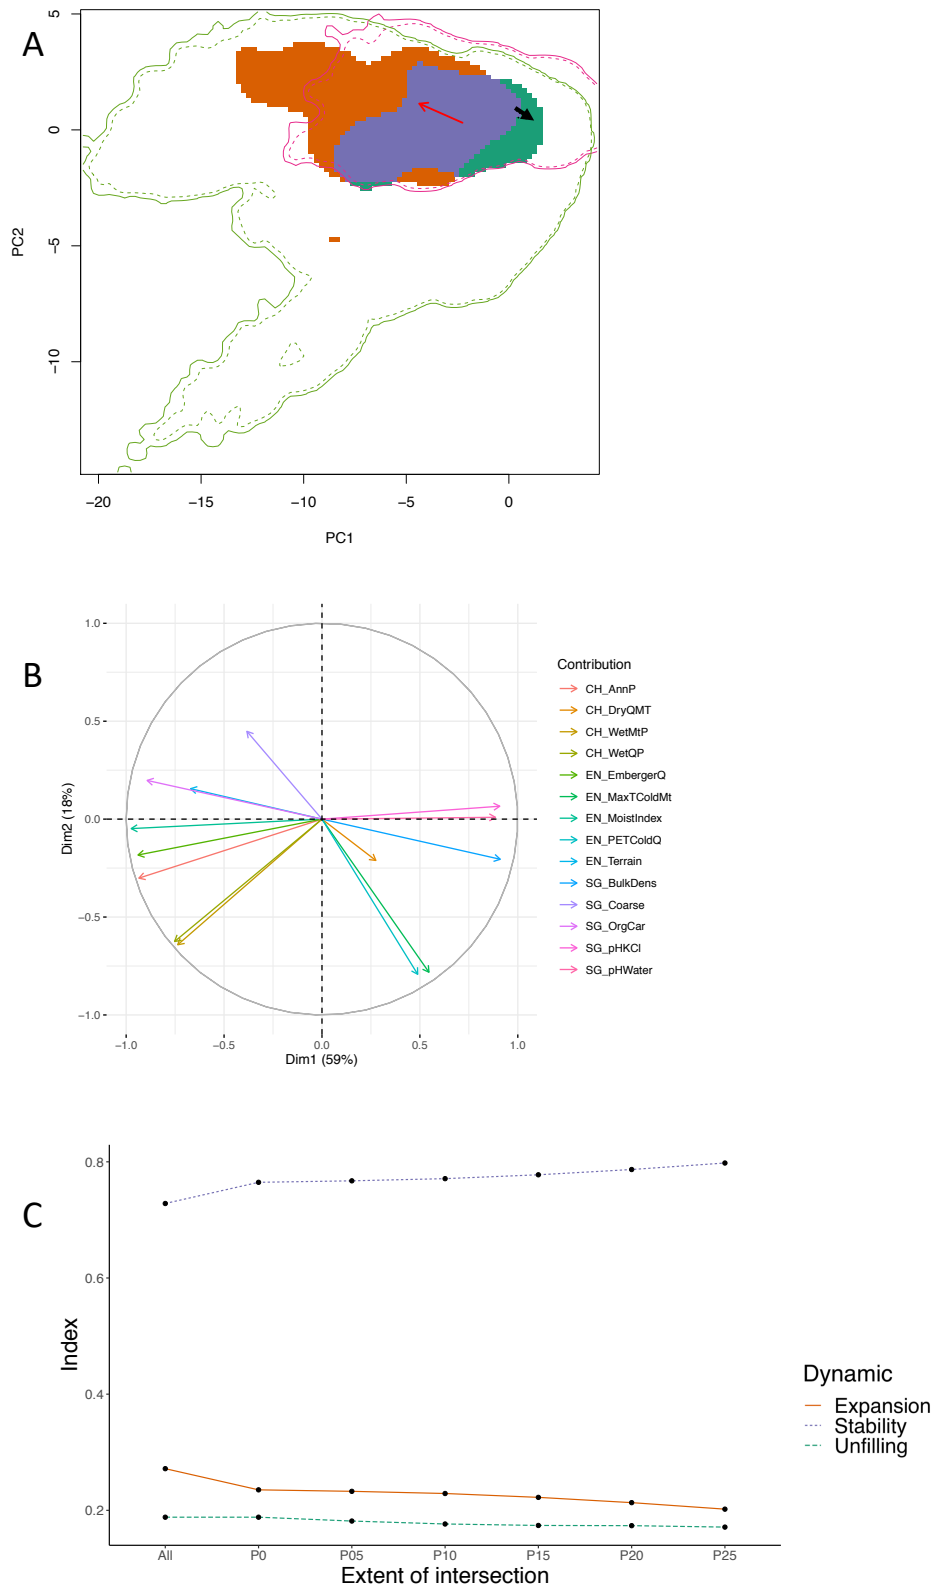 A
5
0
−5
−10
PC2
−20 −15 −10 −5 0
PC1
B
1.0
0.5
0.0
−0.5
−1.0
Dim2 (18%)
−1.0 −0.5 0.0 0.5 1.0
Dim1 (59%)
Contribution
CH_AnnP
CH_DryQMT
CH_WetMtP
CH_WetQP
EN_EmbergerQ
EN_MaxTColdMt
EN_MoistIndex
EN_PETColdQ
EN_Terrain
SG_BulkDens
SG_Coarse
SG_OrgCar
SG_pHKCl
SG_pHWater
C
0.8
0.6
0.4
0.2
Index
All P0 P05 P10 P15 P20 P25
Extent of intersection
Dynamic
Expansion
Stability
Unfilling